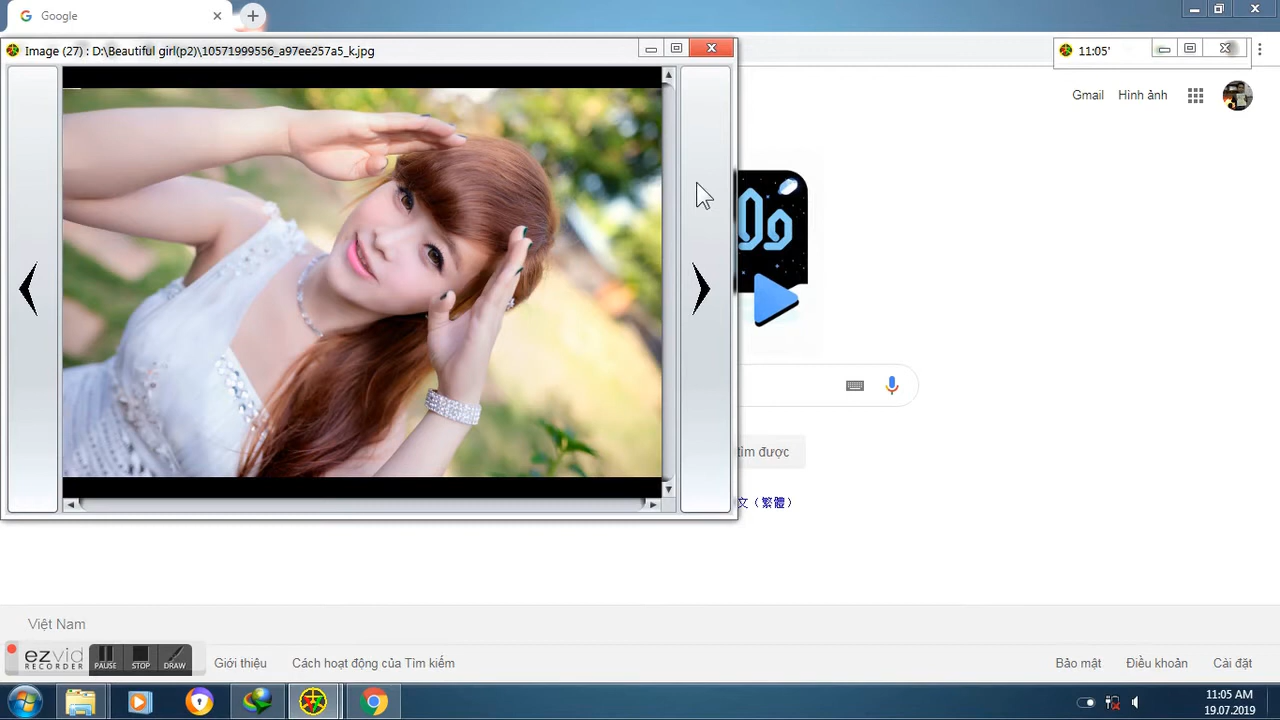 Google
Image (27) : D:\Beautiful girl(p2)\10571999556_a97ee257a5_k.jpg
11:05'
Gmail
Hình ảnh
tìm được
文（繁體）
Việt Nam
ezvid
RECORDER
PAUSE
STOP
DRAW
Giới thiệu
Cách hoạt động của Tìm kiếm
Bảo mật
Điều khoản
Cài đặt
11:05 AM
19.07.2019